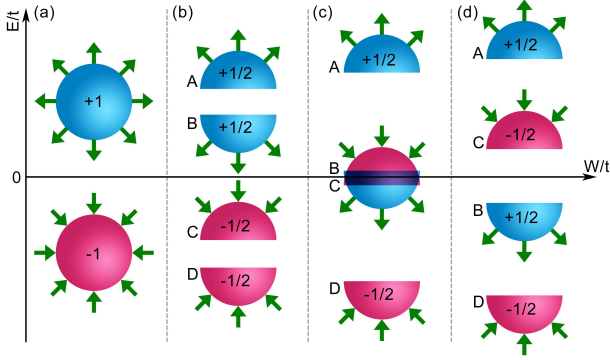 E/t
(a)
(b)
(c)
(d)
+1
-1
0
A
+1/2
B
+1/2
C
-1/2
D
-1/2
A
+1/2
B
C
D
-1/2
A
+1/2
C
-1/2
W/t
B
+1/2
D
-1/2